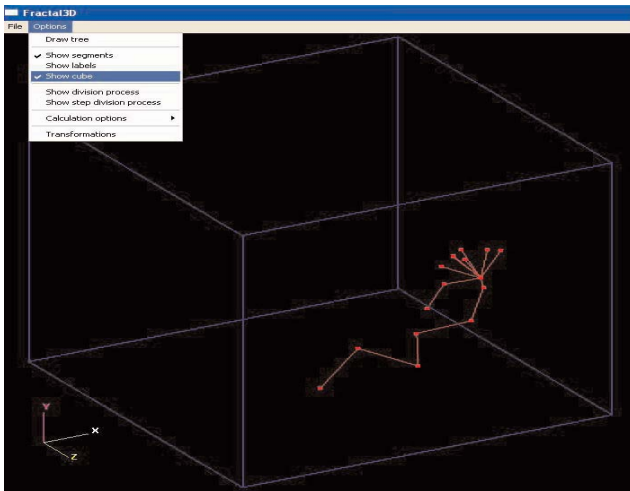 Fractal3D
File Options
Draw tree
Show segments
Show labels
Show cube
Show division process
Show step division process
Calculation options
Transformations
Y
X
Z